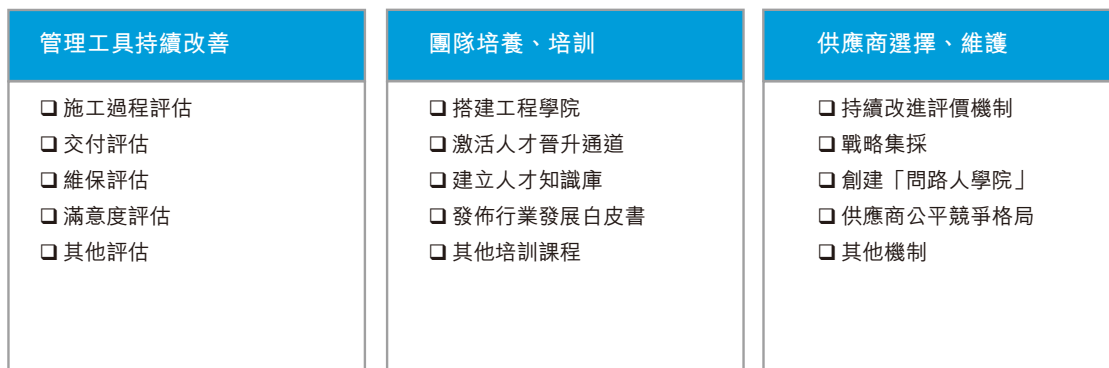 管理工具持續改善
❑ 施工過程評估
❑ 交付評估
❑ 維保評估
❑ 滿意度評估
❑ 其他評估
團隊培養、培訓
❑ 搭建工程學院
❑ 激活人才晉升通道
❑ 建立人才知識庫
❑ 發佈行業發展白皮書
❑ 其他培訓課程
供應商選擇、維護
❑ 持續改進評價機制
❑ 戰略集採
❑ 創建「問路人學院」
❑ 供應商公平競爭格局
❑ 其他機制